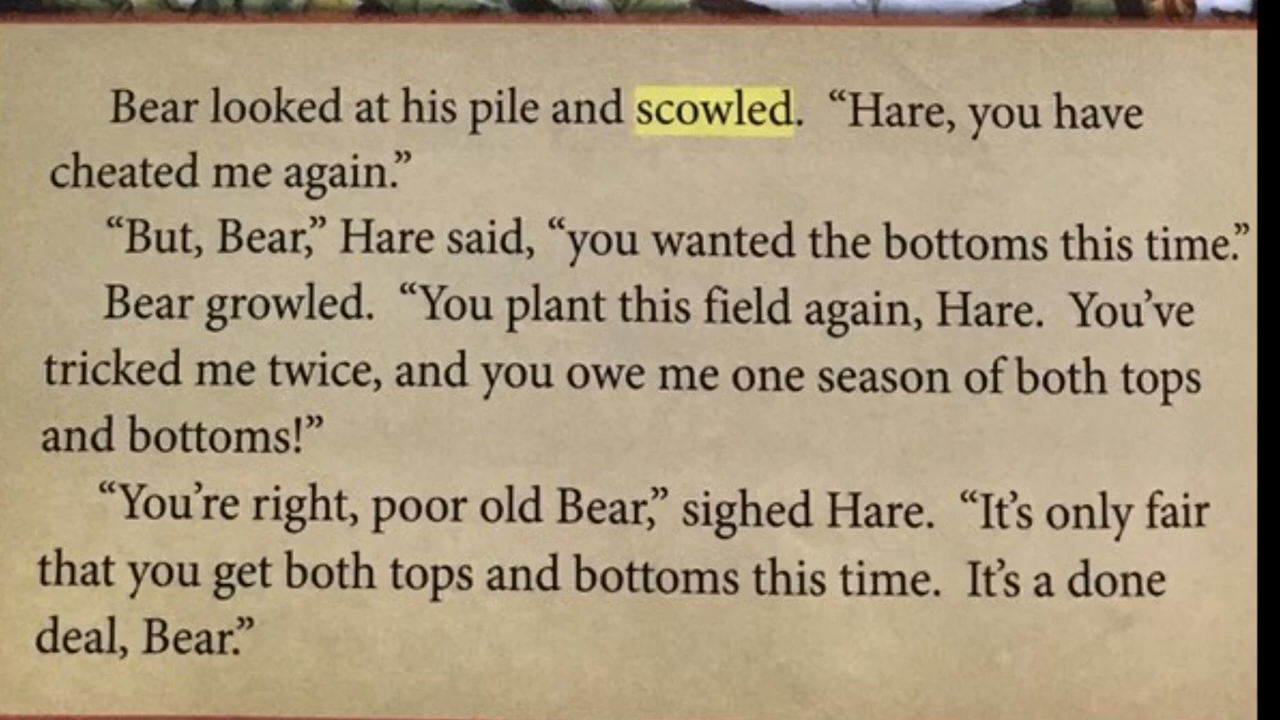 Bear looked at his pile and scowled. “Hare, you have
cheated me again.”
“But, Bear,” Hare said, “you wanted the bottoms this time.”
Bear growled. “You plant this field again, Hare. You’ve
tricked me twice, and you owe me one season of both tops
and bottoms!”
“You’re right, poor old Bear,” sighed Hare. “It’s only fair
that you get both tops and bottoms this time. It’s a done
deal, Bear.”